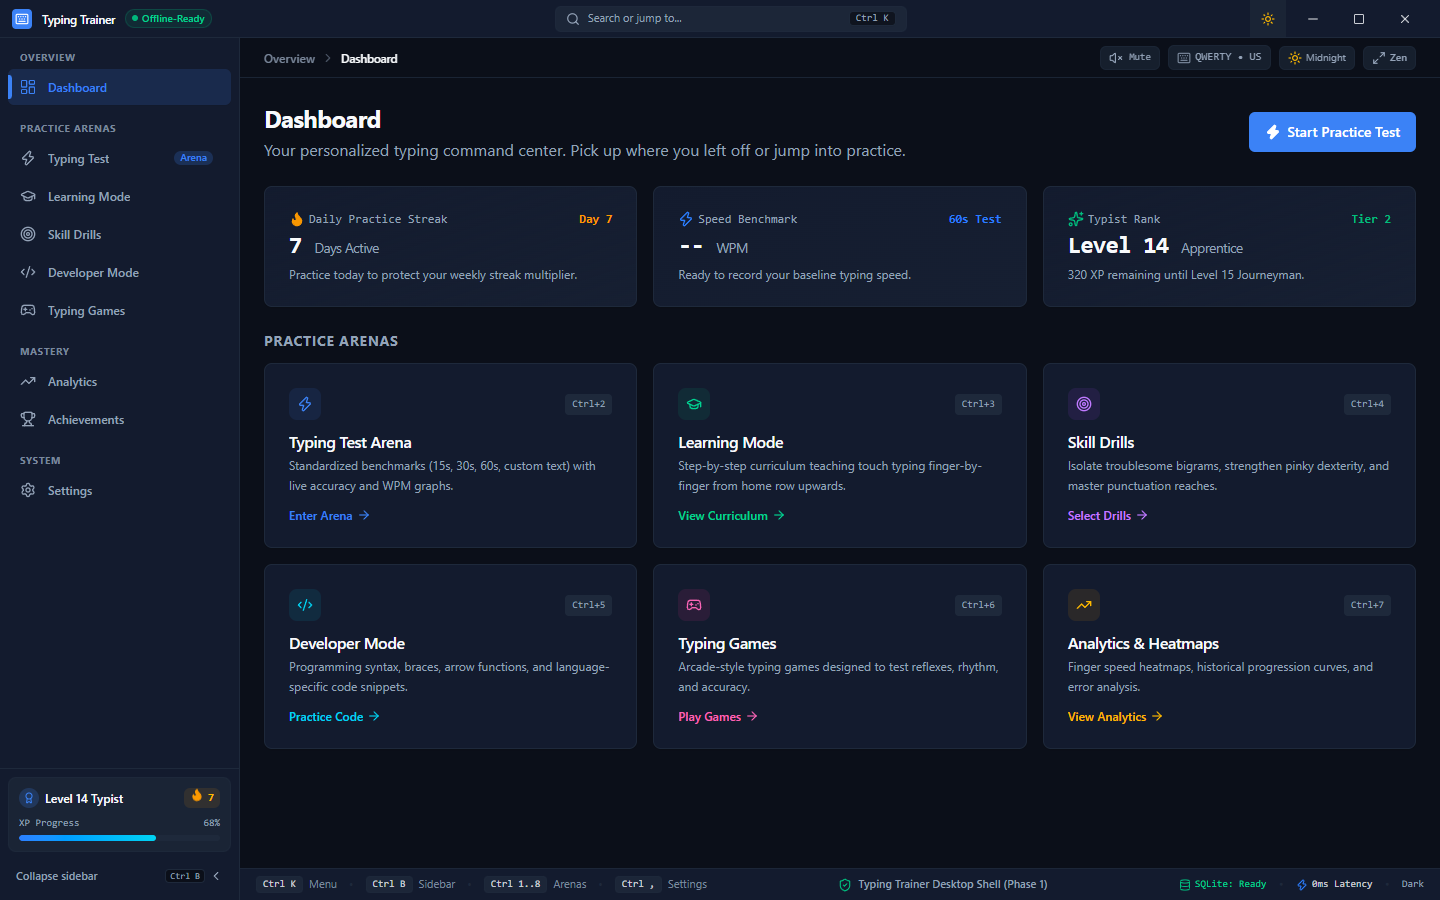 Typing Trainer
Offline-Ready
Search or jump to...
Ctrl K
OVERVIEW
Dashboard
PRACTICE ARENAS
Typing Test
Arena
Learning Mode
Skill Drills
Developer Mode
Typing Games
MASTERY
Analytics
Achievements
SYSTEM
Settings
Level 14 Typist
7
XP Progress
68%
Collapse sidebar
Ctrl B
Overview
Dashboard
Mute
QWERTY • US
Midnight
Zen
Dashboard
Your personalized typing command center. Pick up where you left off or jump into practice.
Start Practice Test
Daily Practice Streak
Day 7
7 Days Active
Practice today to protect your weekly streak multiplier.
Speed Benchmark
60s Test
-- WPM
Ready to record your baseline typing speed.
Typist Rank
Tier 2
Level 14 Apprentice
320 XP remaining until Level 15 Journeyman.
PRACTICE ARENAS
Ctrl+2
Typing Test Arena
Standardized benchmarks (15s, 30s, 60s, custom text) with
live accuracy and WPM graphs.
Enter Arena →
Ctrl+3
Learning Mode
Step-by-step curriculum teaching touch typing finger-by-
finger from home row upwards.
View Curriculum →
Ctrl+4
Skill Drills
Isolate troublesome bigrams, strengthen pinky dexterity, and
master punctuation reaches.
Select Drills →
Ctrl+5
Developer Mode
Programming syntax, braces, arrow functions, and language-
specific code snippets.
Practice Code →
Ctrl+6
Typing Games
Arcade-style typing games designed to test reflexes, rhythm,
and accuracy.
Play Games →
Ctrl+7
Analytics & Heatmaps
Finger speed heatmaps, historical progression curves, and
error analysis.
View Analytics →
Ctrl K Menu · Ctrl B Sidebar · Ctrl 1..8 Arenas · Ctrl , Settings
Typing Trainer Desktop Shell (Phase 1)
SQLite: Ready · 0ms Latency · Dark